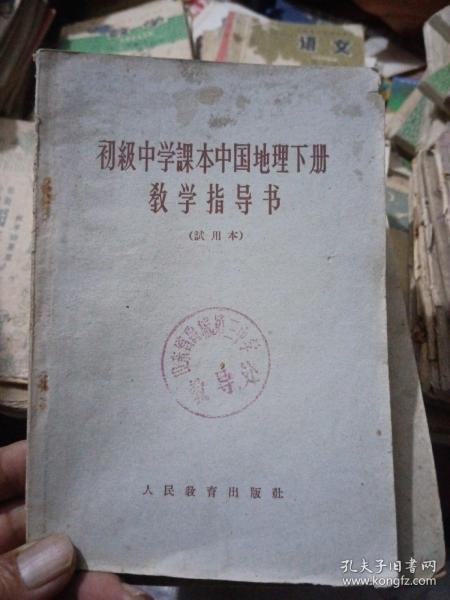 语文
初級中学課本中国地理下册
教学指导书
(試用本)
人民教育出版社
孔夫子旧书网
www.kongfz.com